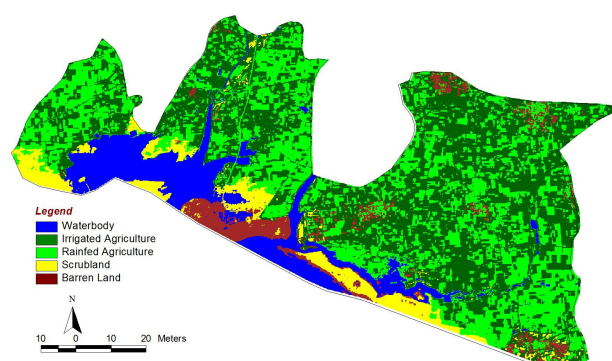 Legend
Waterbody
Irrigated Agriculture
Rainfed Agriculture
Scrubland
Barren Land
N
10 0 10 20 Meters